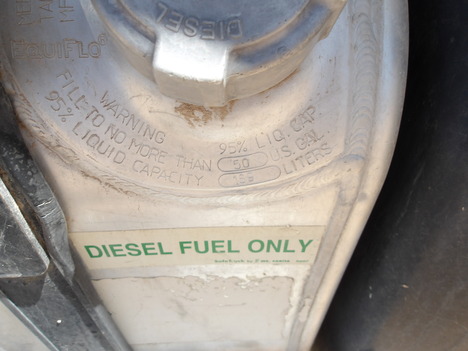 DIESEL
EQUIFLO
WARNING
FILL TO NO MORE THAN
95% LIQUID CAPACITY
95% LIQ. CAP.
50 U.S. GAL.
LITERS
DIESEL FUEL ONLY